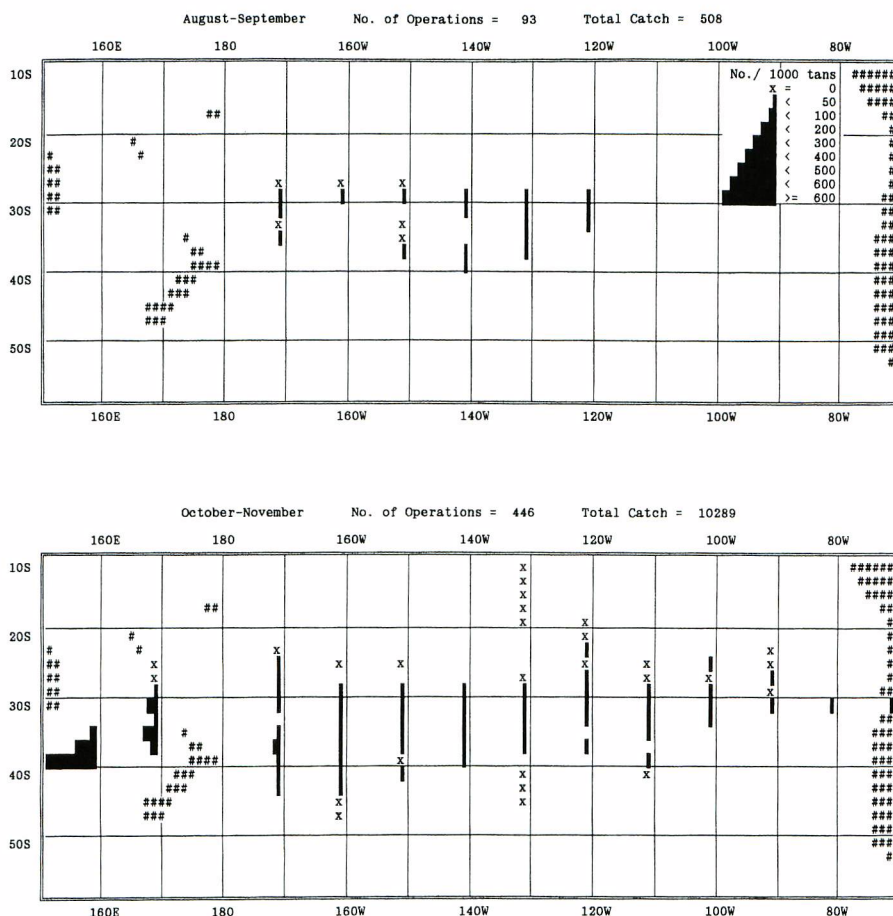 August-September No. of Operations = 93 Total Catch = 508
160E 180 160W 140W 120W 100W 80W
10S
No./ 1000 tans
x = 0
< 50
< 100
< 200
< 300
< 400
< 500
< 600
>= 600
20S
30S
40S
50S
160E 180 160W 140W 120W 100W 80W
October-November No. of Operations = 446 Total Catch = 10289
160E 180 160W 140W 120W 100W 80W
10S
20S
30S
40S
50S
160E 180 160W 140W 120W 100W 80W